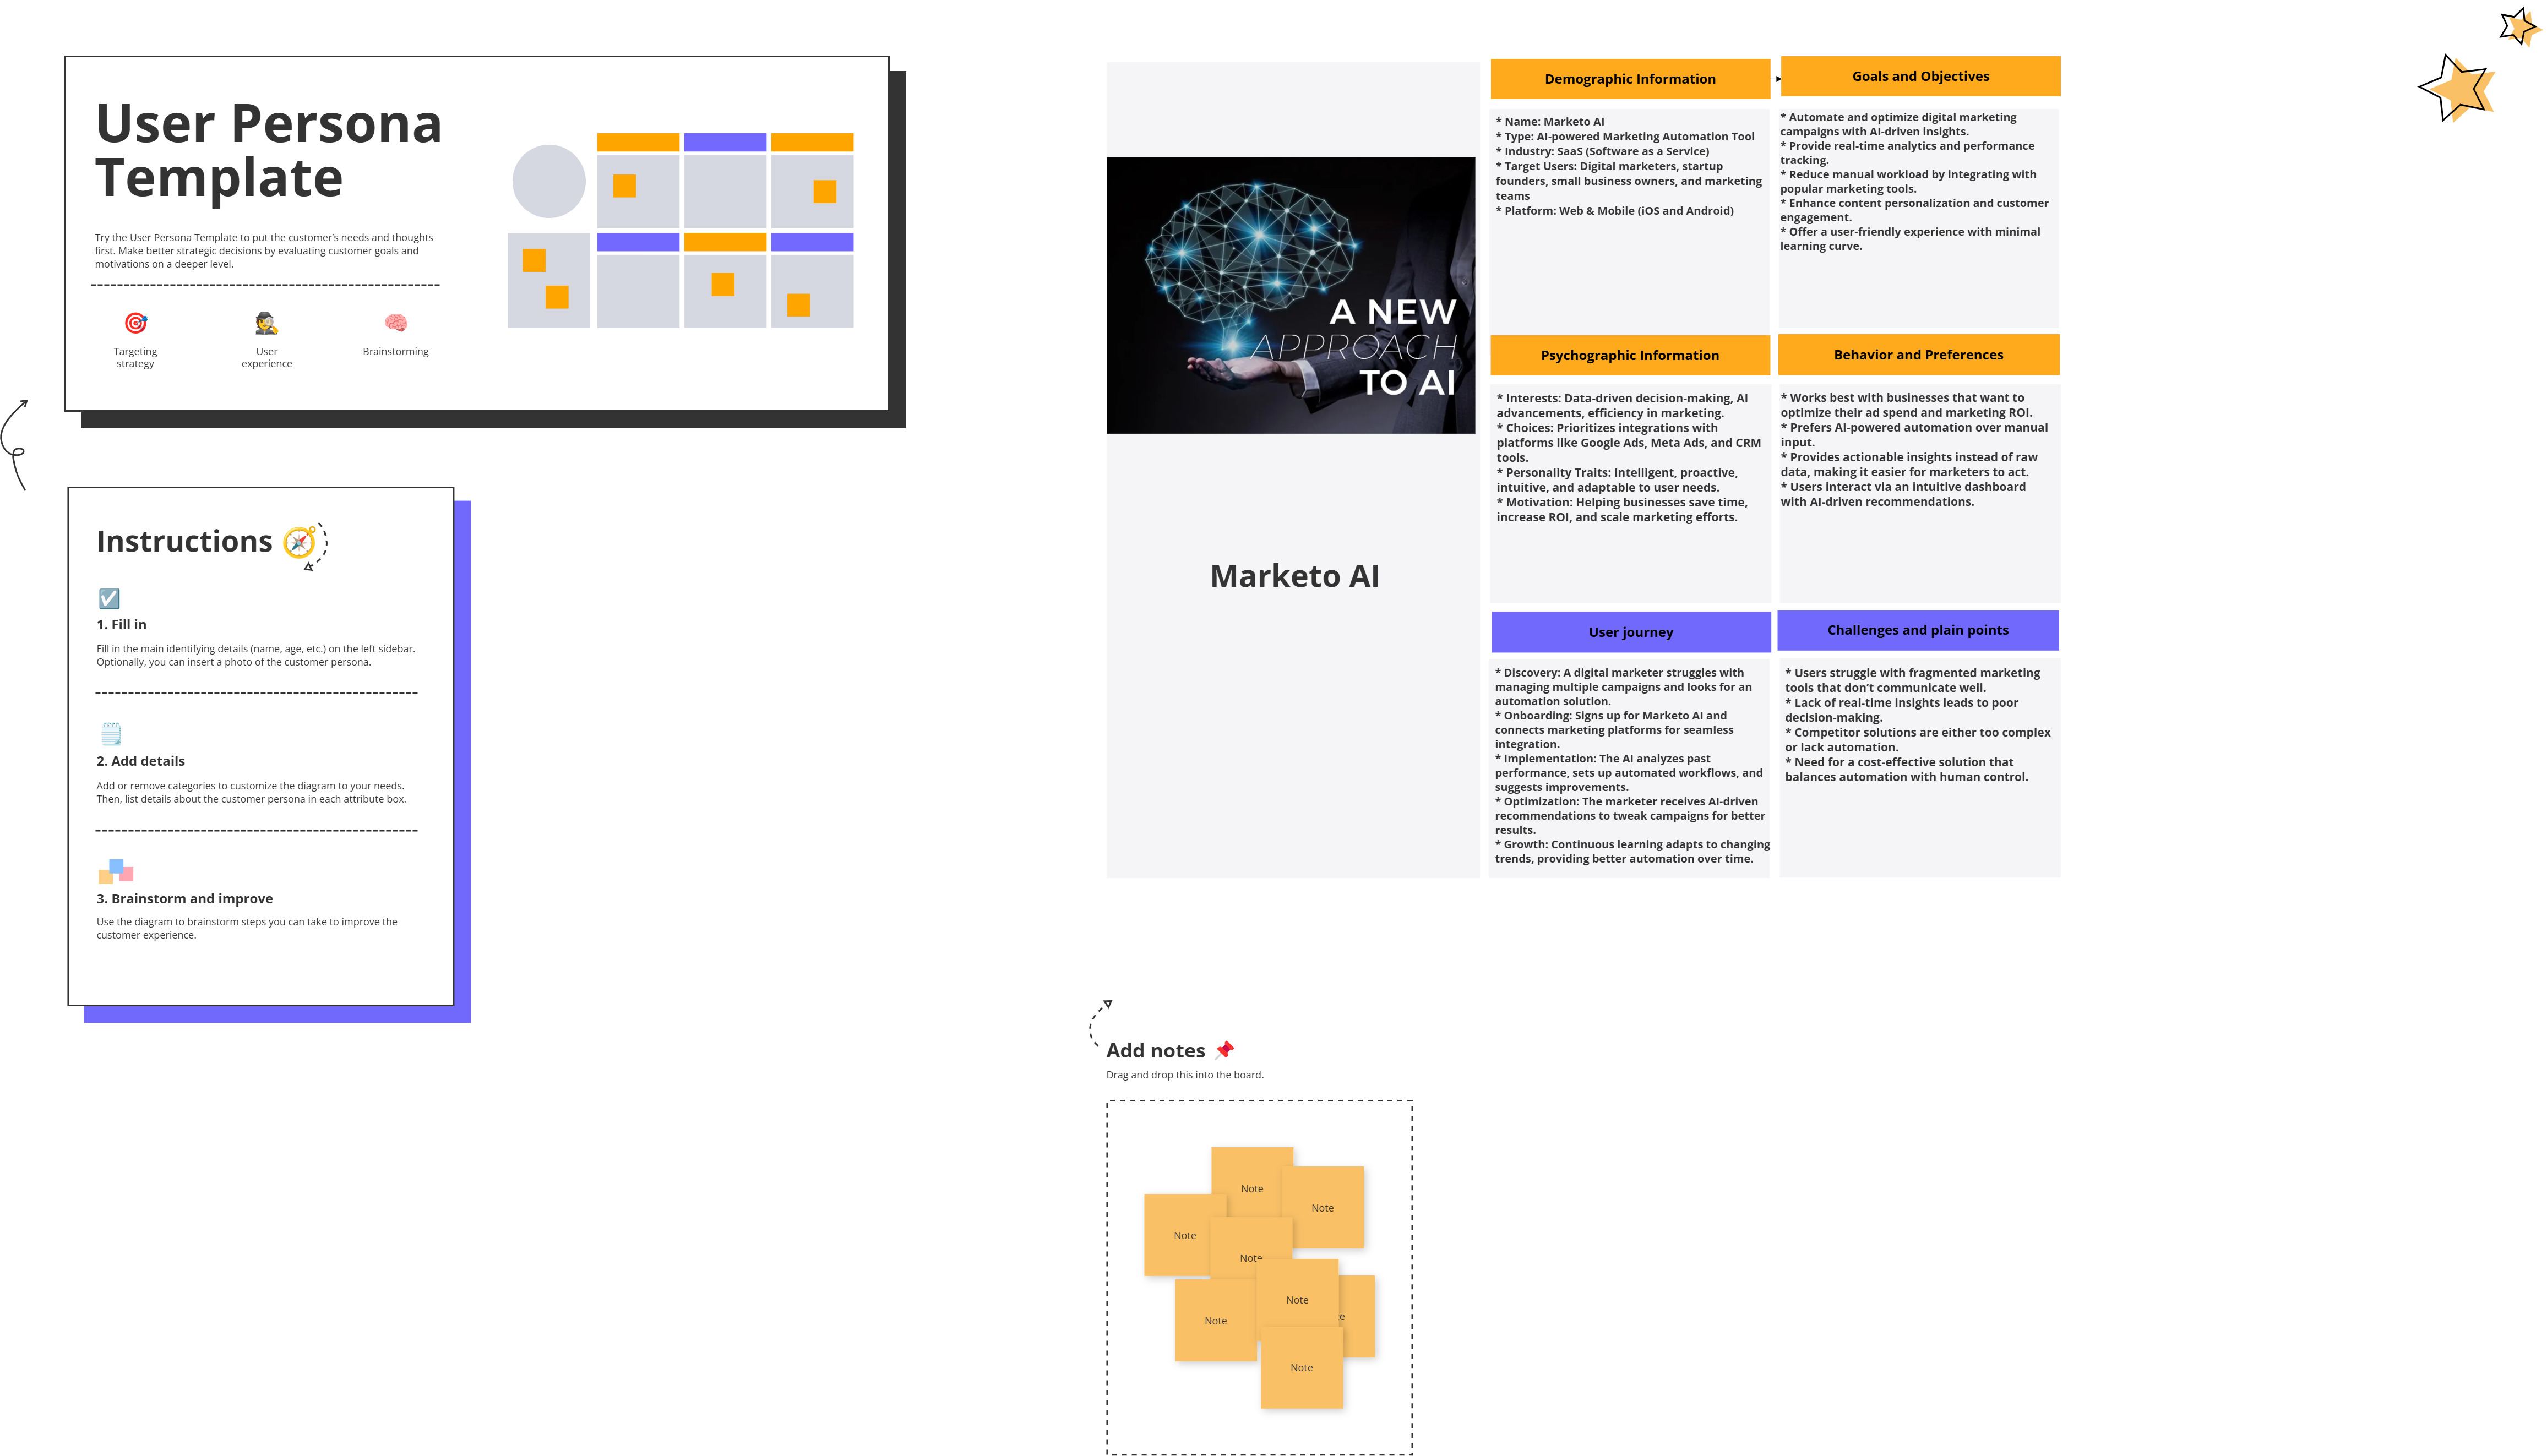 User Persona
Template
Try the User Persona Template to put the customer's needs and thoughts
first. Make better strategic decisions by evaluating customer goals and
motivations on a deeper level.
Targeting
strategy
User
experience
Brainstorming
Instructions
1. Fill in
Fill in the main identifying details (name, age, etc.) on the left sidebar.
Optionally, you can insert a photo of the customer persona.
2. Add details
Add or remove categories to customize the diagram to your needs.
Then, list details about the customer persona in each attribute box.
3. Brainstorm and improve
Use the diagram to brainstorm steps you can take to improve the
customer experience.
A NEW
APPROACH
TO AI
Marketo AI
Demographic Information
* Name: Marketo AI
* Type: AI-powered Marketing Automation Tool
* Industry: SaaS (Software as a Service)
* Target Users: Digital marketers, startup
founders, small business owners, and marketing
teams
* Platform: Web & Mobile (iOS and Android)
Goals and Objectives
* Automate and optimize digital marketing
campaigns with AI-driven insights.
* Provide real-time analytics and performance
tracking.
* Reduce manual workload by integrating with
popular marketing tools.
* Enhance content personalization and customer
engagement.
* Offer a user-friendly experience with minimal
learning curve.
Psychographic Information
* Interests: Data-driven decision-making, AI
advancements, efficiency in marketing.
* Choices: Prioritizes integrations with
platforms like Google Ads, Meta Ads, and CRM
tools.
* Personality Traits: Intelligent, proactive,
intuitive, and adaptable to user needs.
* Motivation: Helping businesses save time,
increase ROI, and scale marketing efforts.
Behavior and Preferences
* Works best with businesses that want to
optimize their ad spend and marketing ROI.
* Prefers AI-powered automation over manual
input.
* Provides actionable insights instead of raw
data, making it easier for marketers to act.
* Users interact via an intuitive dashboard
with AI-driven recommendations.
User journey
* Discovery: A digital marketer struggles with
managing multiple campaigns and looks for an
automation solution.
* Onboarding: Signs up for Marketo AI and
connects marketing platforms for seamless
integration.
* Implementation: The AI analyzes past
performance, sets up automated workflows, and
suggests improvements.
* Optimization: The marketer receives AI-driven
recommendations to tweak campaigns for better
results.
* Growth: Continuous learning adapts to changing
trends, providing better automation over time.
Challenges and plain points
* Users struggle with fragmented marketing
tools that don't communicate well.
* Lack of real-time insights leads to poor
decision-making.
* Competitor solutions are either too complex
or lack automation.
* Need for a cost-effective solution that
balances automation with human control.
Add notes
Drag and drop this into the board.
Note
Note
Note
Note
Note
Note
Note